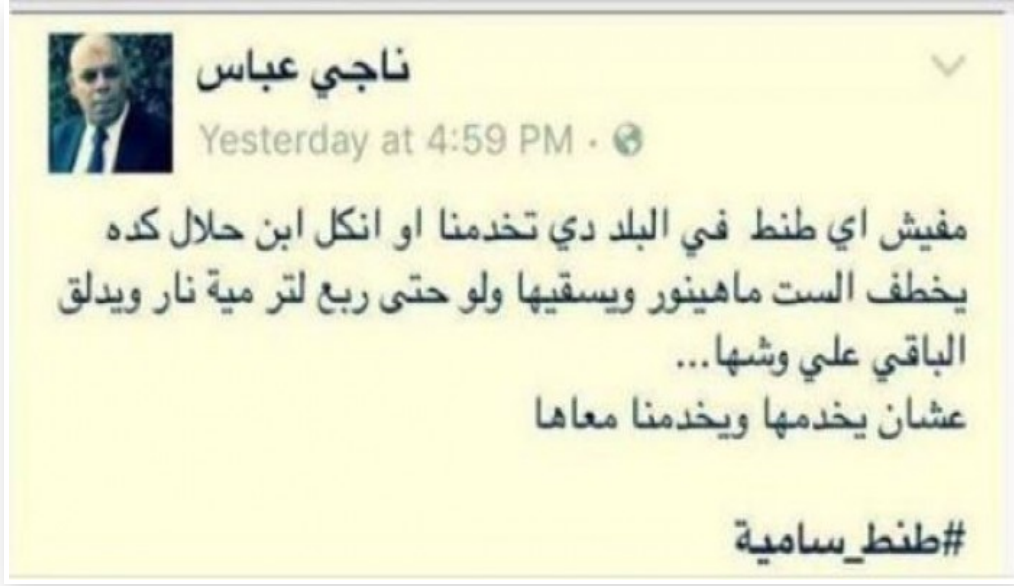 ناجي عباس
Yesterday at 4:59 PM ·
مفيش اي طنط في البلد دي تخدمنا او انكل ابن حلال كده
يخطف الست ماهينور ويسقيها ولو حتى ربع لتر مية نار ويدلق
الباقي علي وشها...
عشان يخدمها ويخدمنا معاها
#طنط_سامية